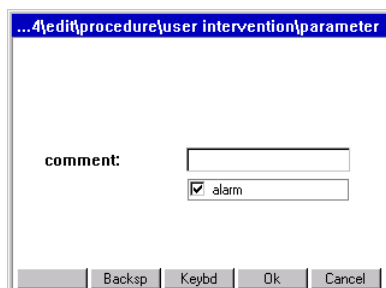 ...4\edit\procedure\user intervention\parameter
comment:
alarm
Backsp Keybd Ok Cancel